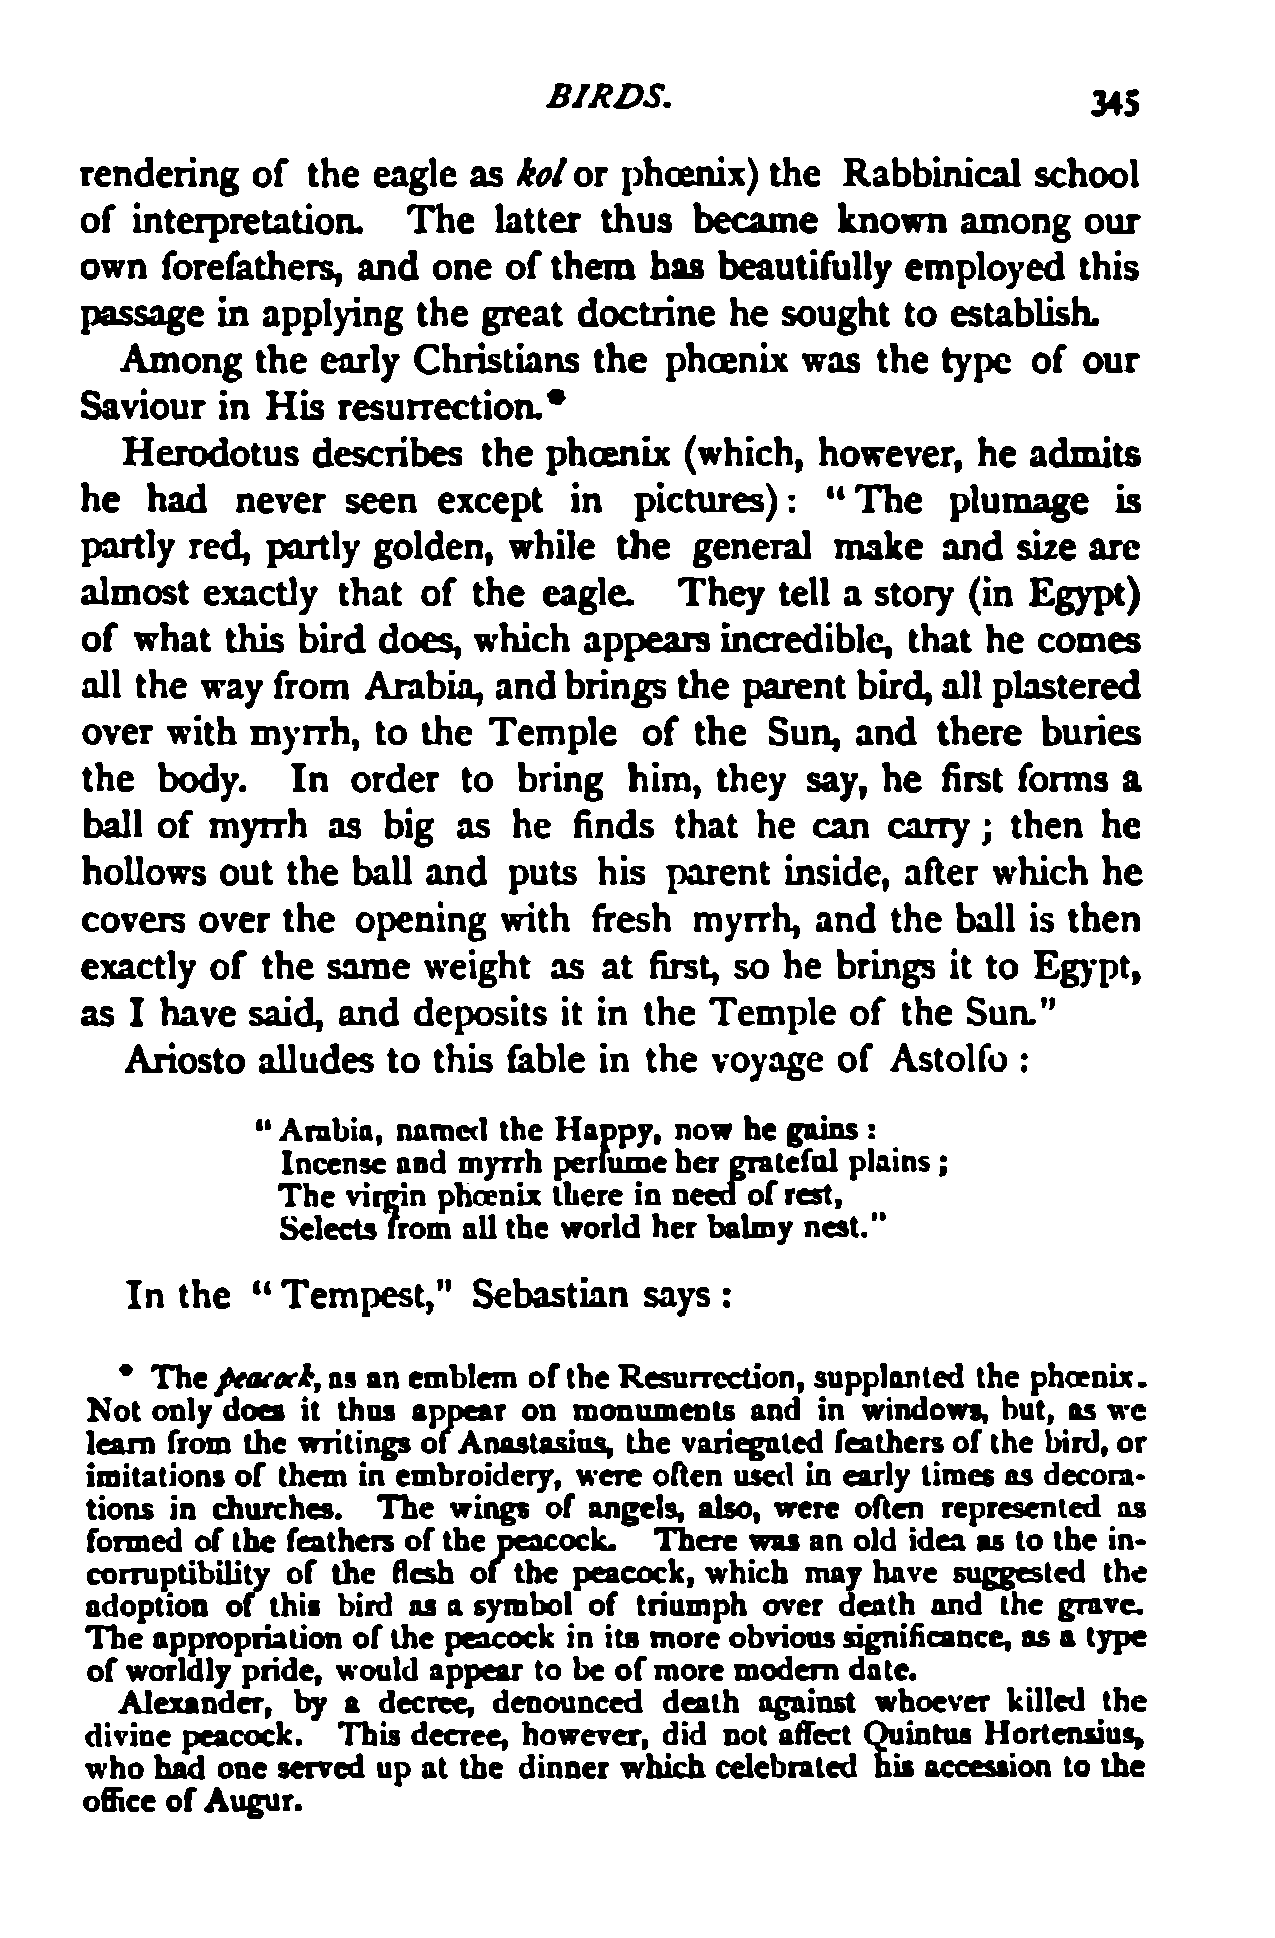 BIRDS. 345
rendering of the eagle as kol or phœnix) the Rabbinical school
of interpretation. The latter thus became known among our
own forefathers, and one of them has beautifully employed this
passage in applying the great doctrine he sought to establish.
Among the early Christians the phœnix was the type of our
Saviour in His resurrection.*
Herodotus describes the phœnix (which, however, he admits
he had never seen except in pictures): "The plumage is
partly red, partly golden, while the general make and size are
almost exactly that of the eagle. They tell a story (in Egypt)
of what this bird does, which appears incredible, that he comes
all the way from Arabia, and brings the parent bird, all plastered
over with myrrh, to the Temple of the Sun, and there buries
the body. In order to bring him, they say, he first forms a
ball of myrrh as big as he finds that he can carry; then he
hollows out the ball and puts his parent inside, after which he
covers over the opening with fresh myrrh, and the ball is then
exactly of the same weight as at first, so he brings it to Egypt,
as I have said, and deposits it in the Temple of the Sun."
Ariosto alludes to this fable in the voyage of Astolfo :
"Arabia, named the Happy, now he gains :
Incense and myrrh perfume her grateful plains ;
The virgin phœnix there in need of rest,
Selects from all the world her balmy nest."
In the "Tempest," Sebastian says :
* The peacock, as an emblem of the Resurrection, supplanted the phœnix.
Not only does it thus appear on monuments and in windows, but, as we
learn from the writings of Anastasius, the variegated feathers of the bird, or
imitations of them in embroidery, were often used in early times as decora-
tions in churches. The wings of angels, also, were often represented as
formed of the feathers of the peacock. There was an old idea as to the in-
corruptibility of the flesh of the peacock, which may have suggested the
adoption of this bird as a symbol of triumph over death and the grave.
The appropriation of the peacock in its more obvious significance, as a type
of worldly pride, would appear to be of more modern date.
Alexander, by a decree, denounced death against whoever killed the
divine peacock. This decree, however, did not affect Quintus Hortensius,
who had one served up at the dinner which celebrated his accession to the
office of Augur.